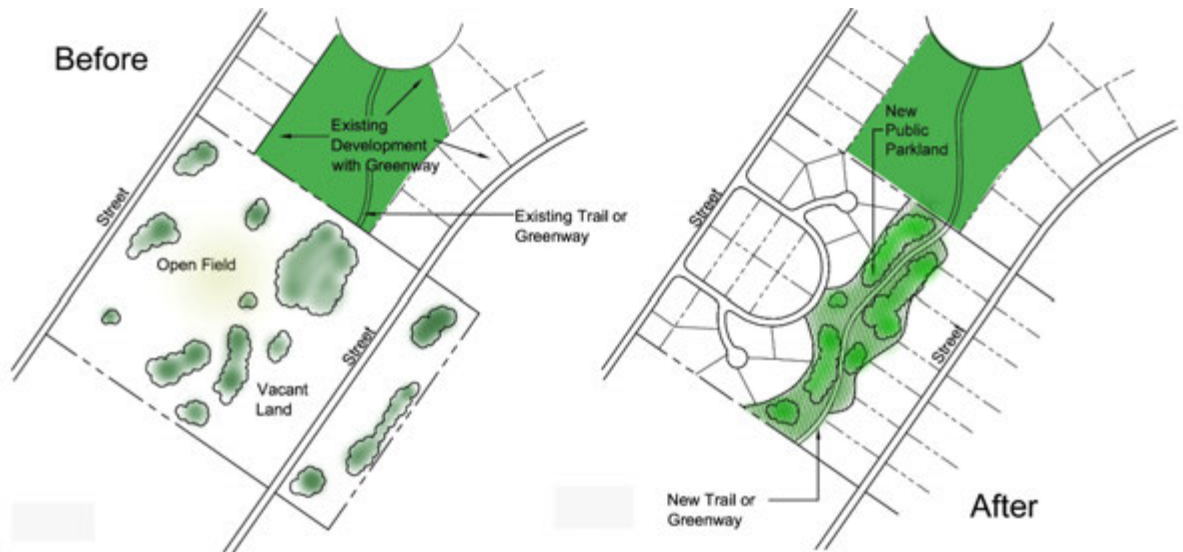 Before
Existing
Development
with Greenway
Street
Existing Trail or
Greenway
Open Field
Street
Vacant
Land
New
Public
Parkland
Street
Street
New Trail or
Greenway
After